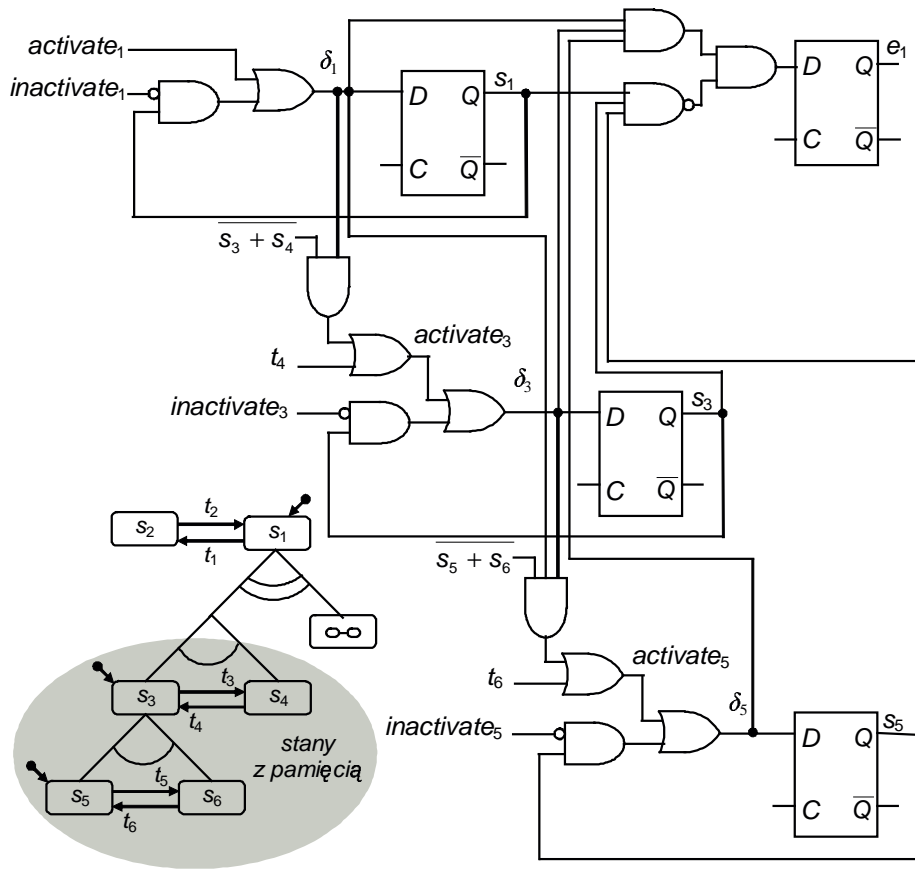 activate₁
inactivate₁
δ₁
D Q
C Q̅
s₁
D Q
C Q̅
e₁
s₃ + s₄
t₄
activate₃
inactivate₃
δ₃
D Q
C Q̅
s₃
s₂
t₂
t₁
s₁
s₅ + s₆
s₃
t₃
t₄
s₄
stany
z pamięcią
s₅
t₅
t₆
s₆
t₆
activate₅
inactivate₅
δ₅
D Q
C Q̅
s₅